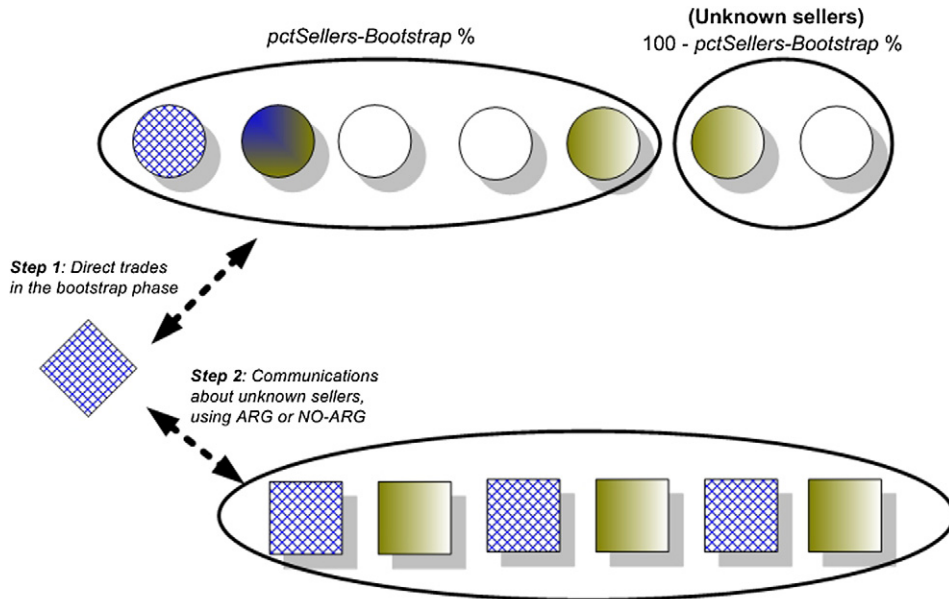 pctSellers-Bootstrap %
(Unknown sellers)
100 - pctSellers-Bootstrap %
Step 1: Direct trades
in the bootstrap phase
Step 2: Communications
about unknown sellers,
using ARG or NO-ARG